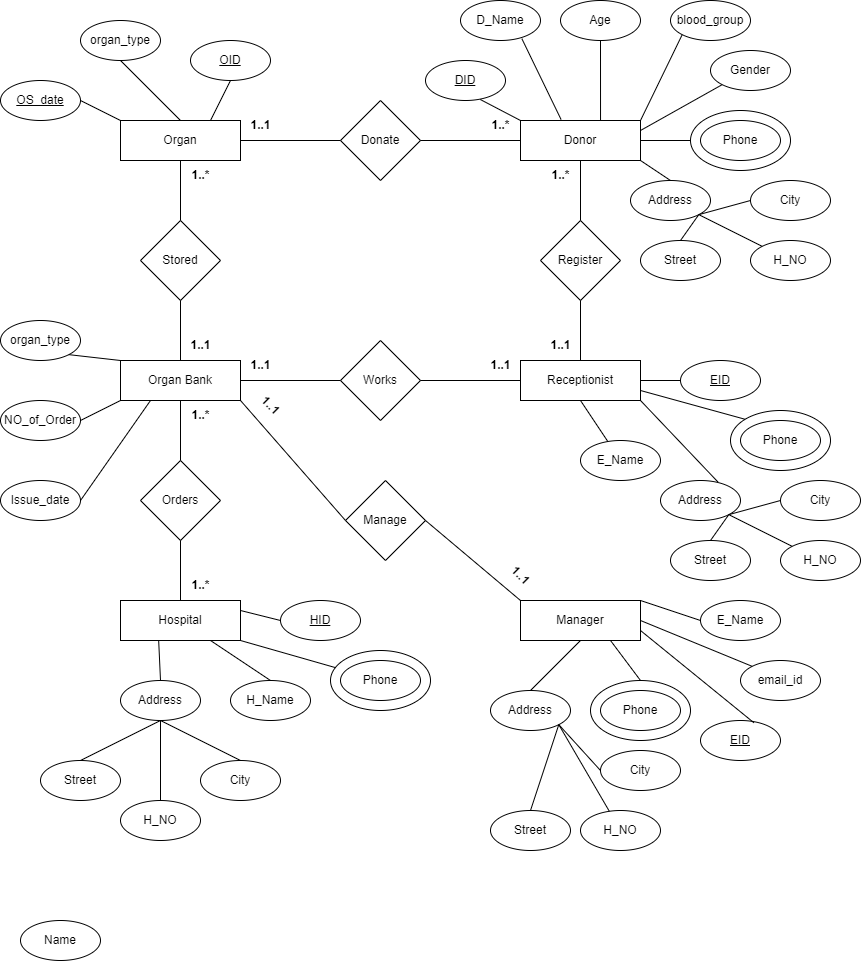 D_Name
Age
blood_group
organ_type
OID
Gender
DID
OS_date
1..1
1..*
Organ
Donate
Donor
Phone
1..*
1..*
Address
City
Stored
Register
Street
H_NO
organ_type
1..1
1..1
1..1
1..1
Organ Bank
Works
Receptionist
EID
1..1
1..*
NO_of_Order
Phone
E_Name
Issue_date
Orders
Address
City
Manage
Street
H_NO
1..1
1..*
Hospital
HID
Manager
E_Name
Phone
email_id
Address
H_Name
Address
Phone
EID
Street
City
City
H_NO
Street
H_NO
Name